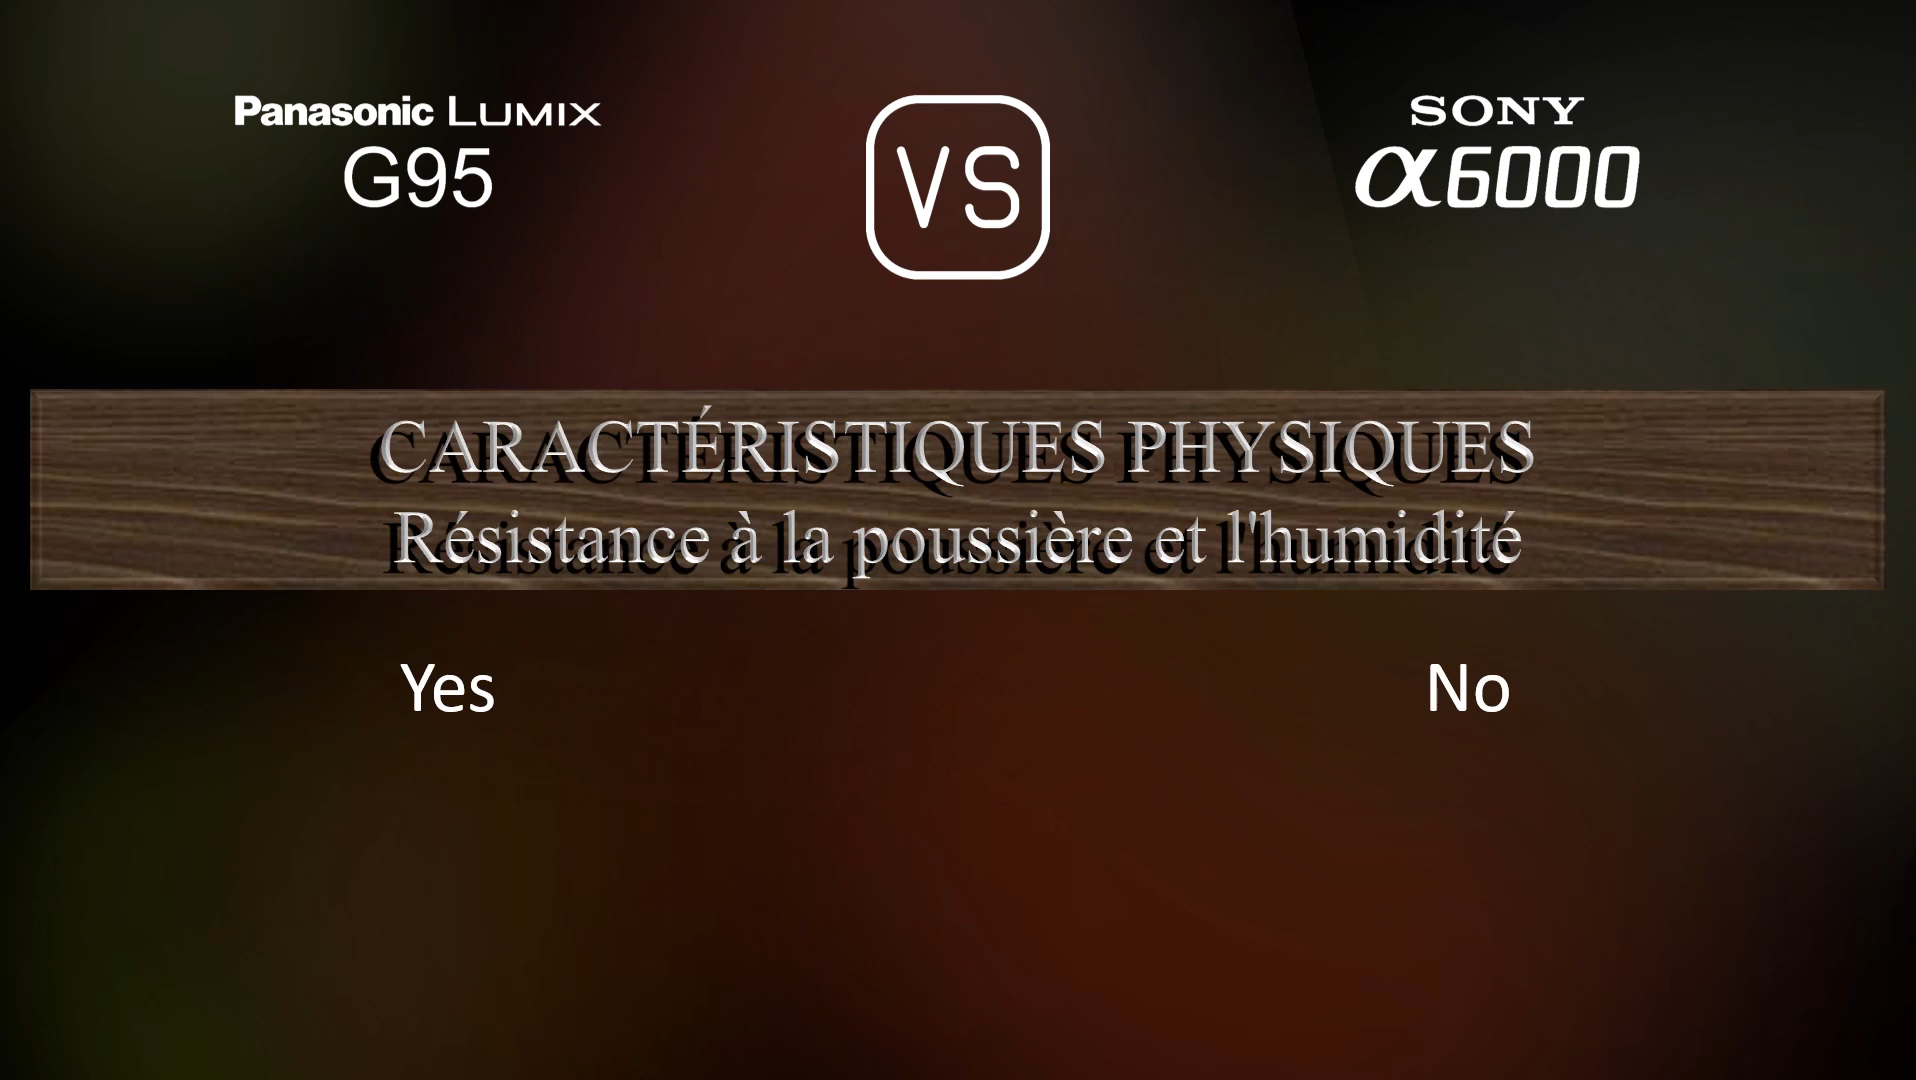 Panasonic LUMIX
G95
VS
SONY
α6000
CARACTÉRISTIQUES PHYSIQUES
Résistance à la poussière et l'humidité
Yes
No